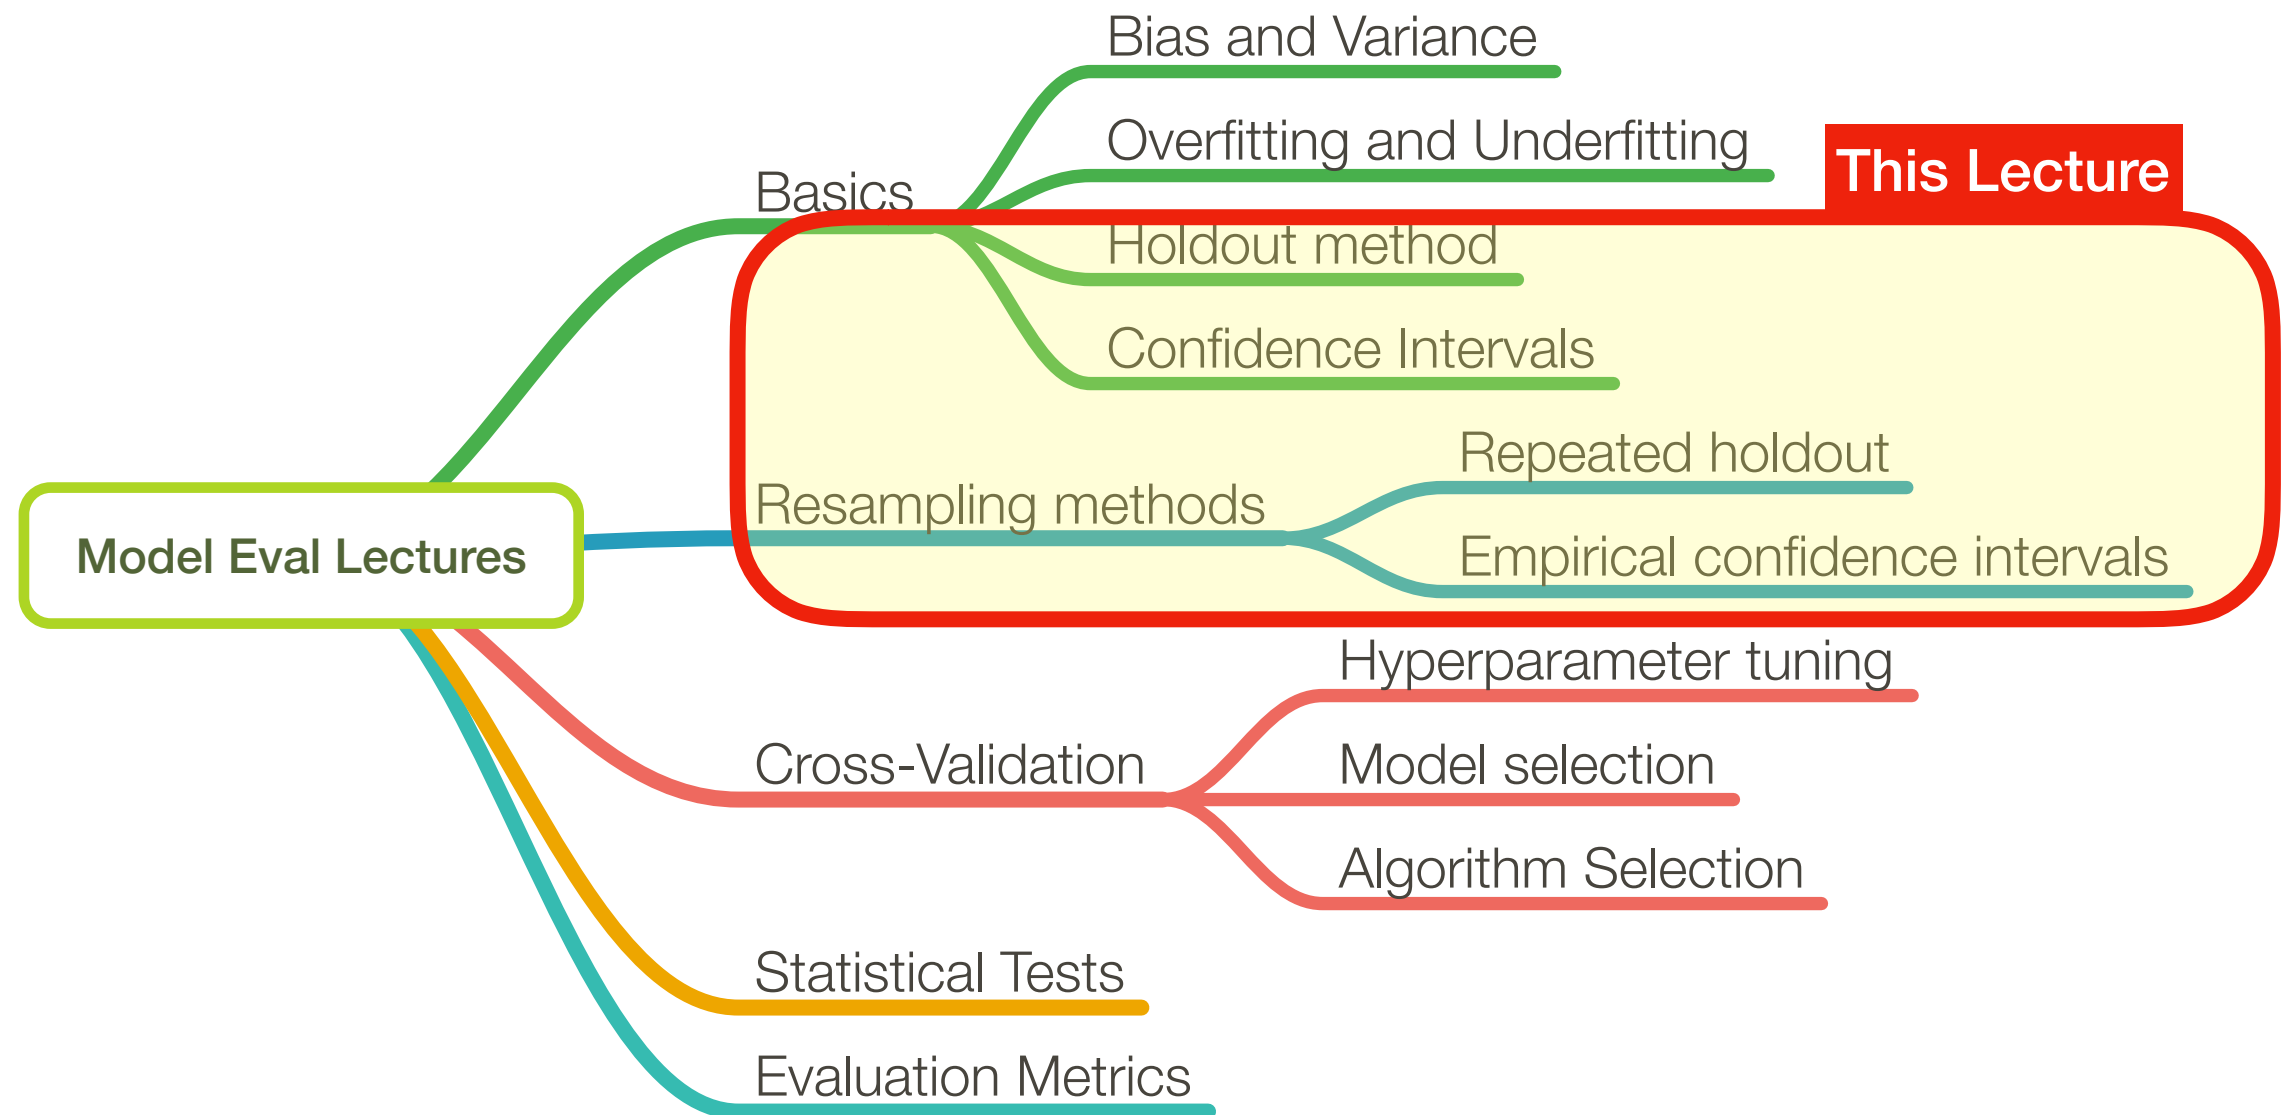 Bias and Variance
Overfitting and Underfitting
This Lecture
Basics
Holdout method
Confidence Intervals
Repeated holdout
Resampling methods
Empirical confidence intervals
Model Eval Lectures
Hyperparameter tuning
Cross-Validation
Model selection
Algorithm Selection
Statistical Tests
Evaluation Metrics